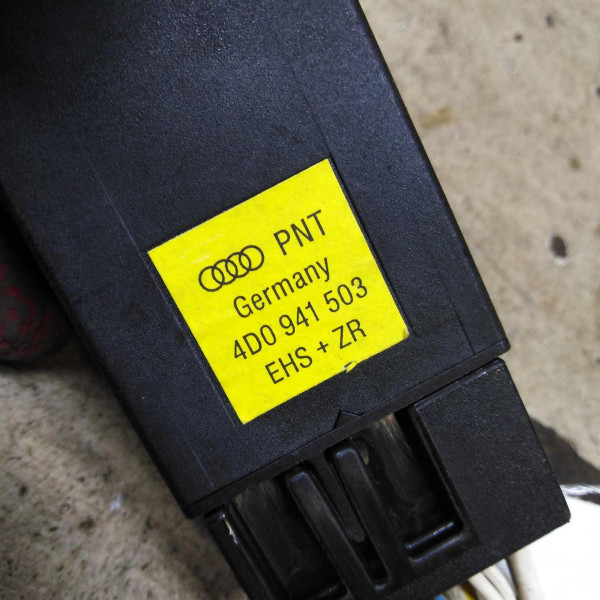 PNT
Germany
4D0 941 503
EHS + ZR